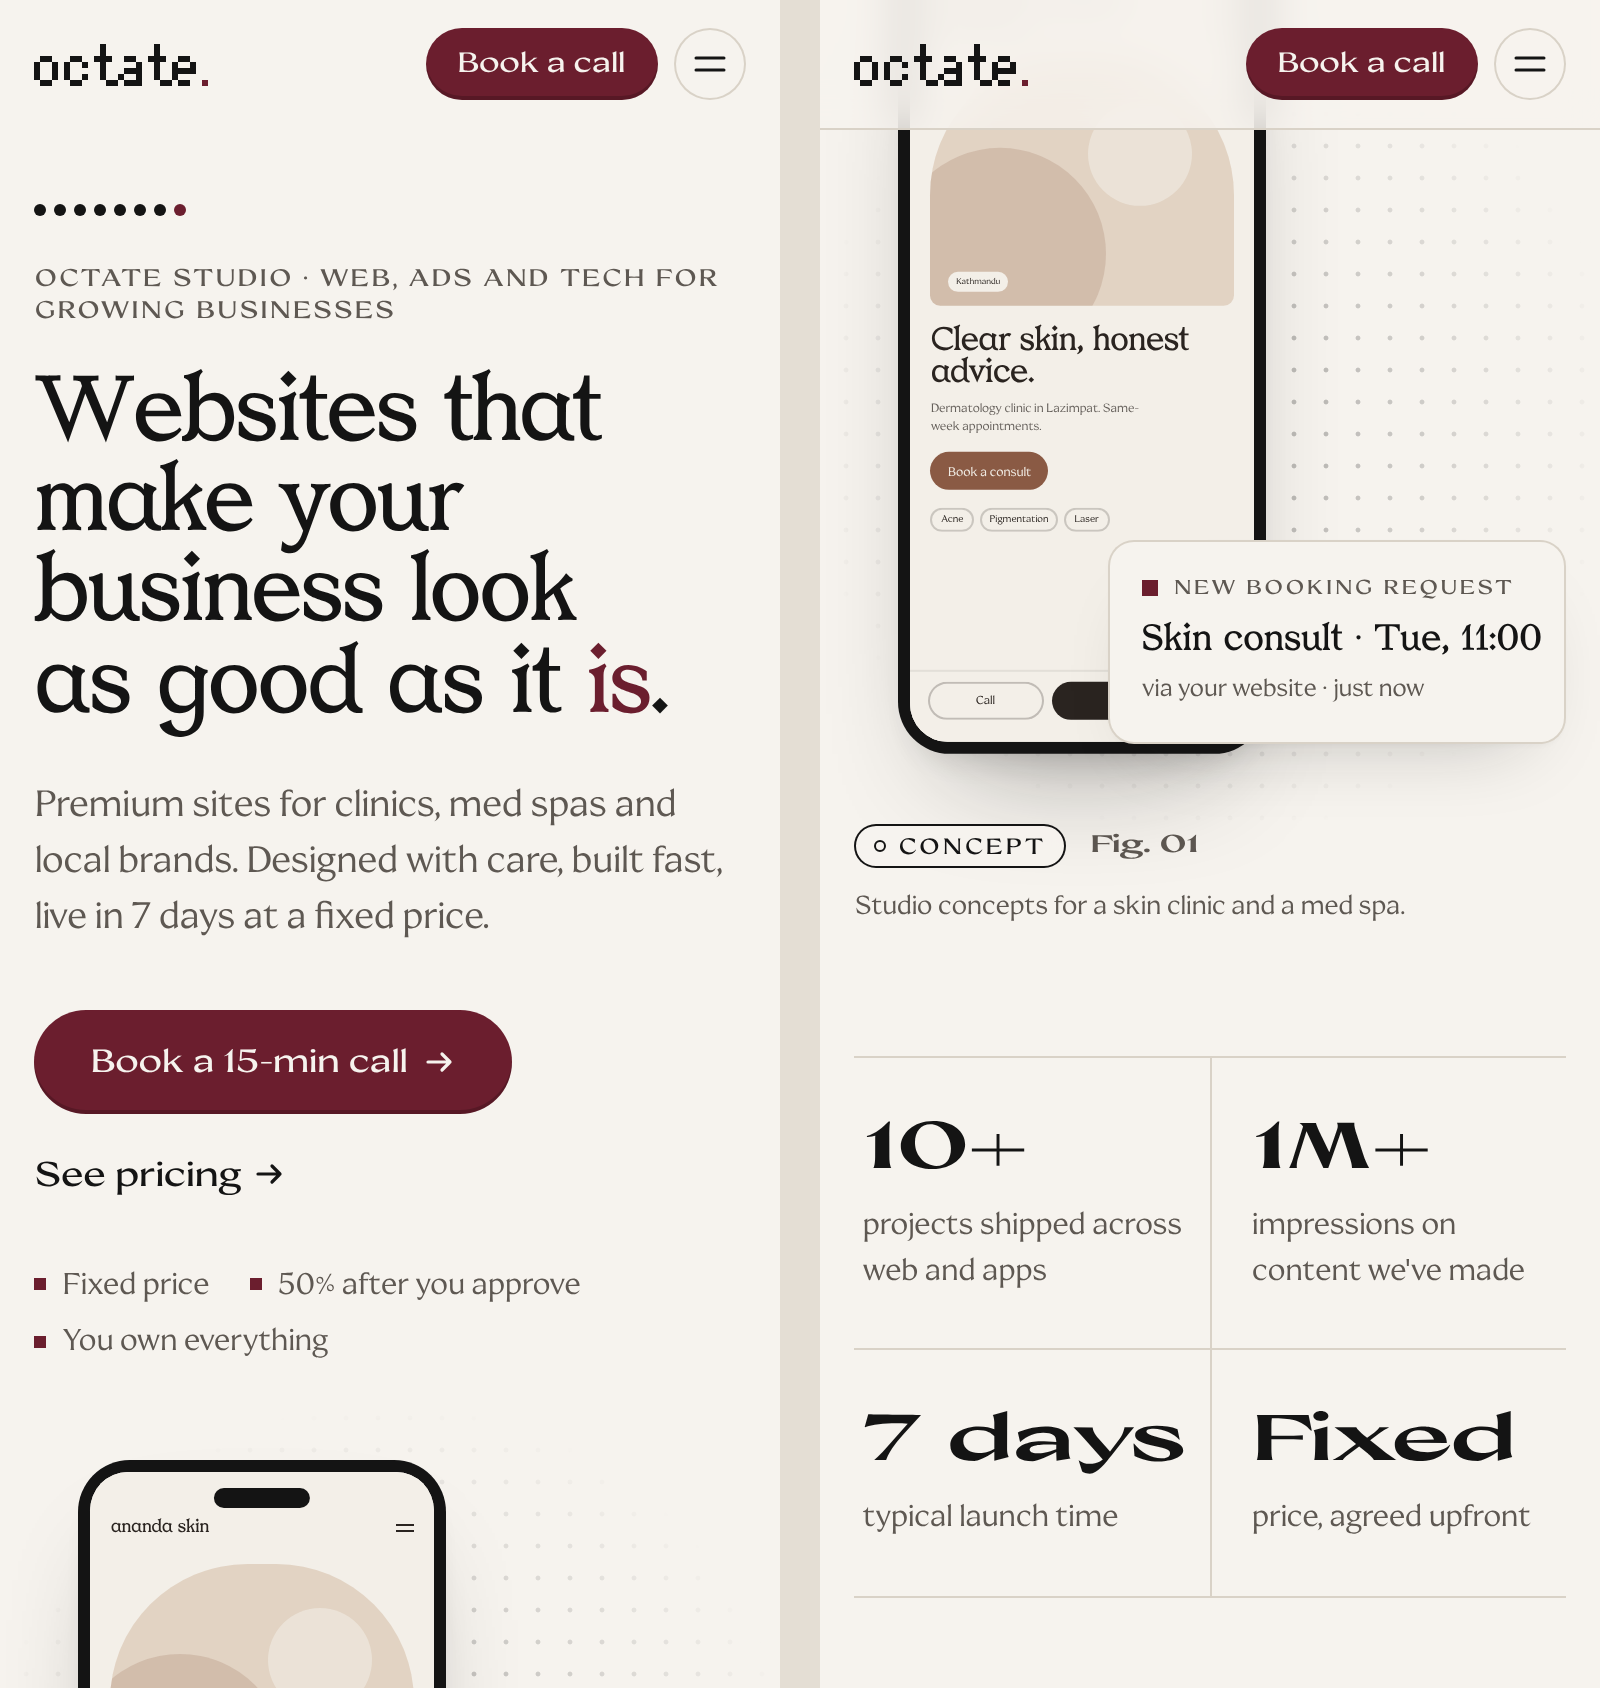 octate.
Book a call
OCTATE STUDIO · WEB, ADS AND TECH FOR
GROWING BUSINESSES
Websites that
make your
business look
as good as it is.
Premium sites for clinics, med spas and
local brands. Designed with care, built fast,
live in 7 days at a fixed price.
Book a 15-min call →
See pricing →
Fixed price
50% after you approve
You own everything
ananda skin
octate.
Book a call
Kathmandu
Clear skin, honest
advice.
Dermatology clinic in Lazimpat. Same-
week appointments.
Book a consult
Acne
Pigmentation
Laser
Call
NEW BOOKING REQUEST
Skin consult · Tue, 11:00
via your website · just now
CONCEPT
Fig. 01
Studio concepts for a skin clinic and a med spa.
10+
projects shipped across
web and apps
1M+
impressions on
content we've made
7 days
typical launch time
Fixed
price, agreed upfront